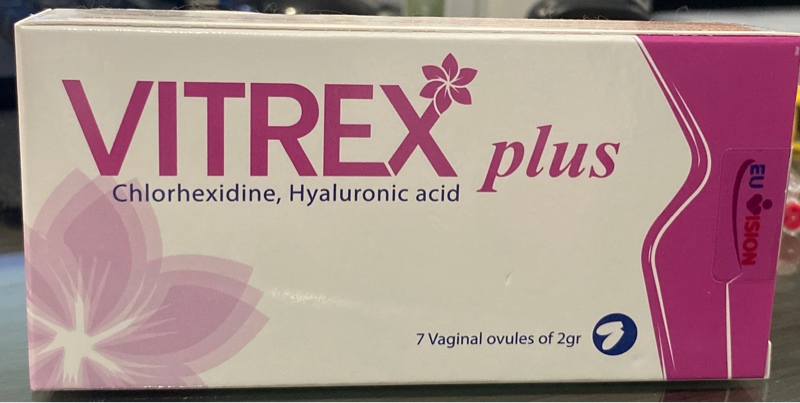 VITREX plus
Chlorhexidine, Hyaluronic acid
7 Vaginal ovules of 2gr
EU VISION